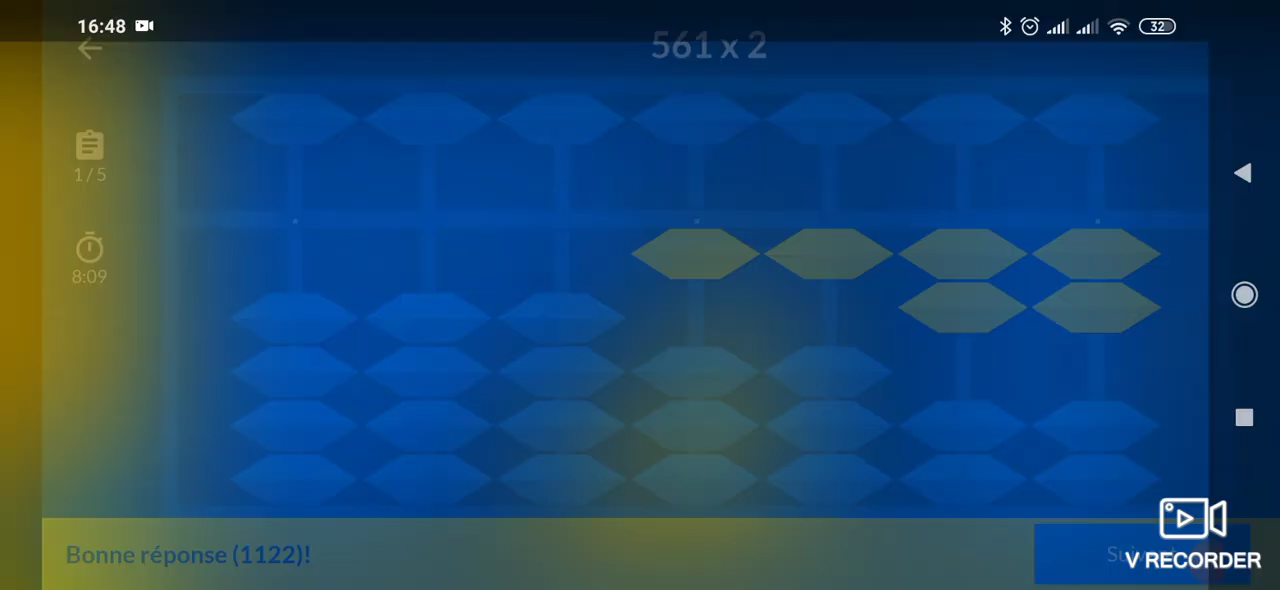 16:48
32
561 x 2
1 / 5
8:09
Bonne réponse (1122)!
V RECORDER